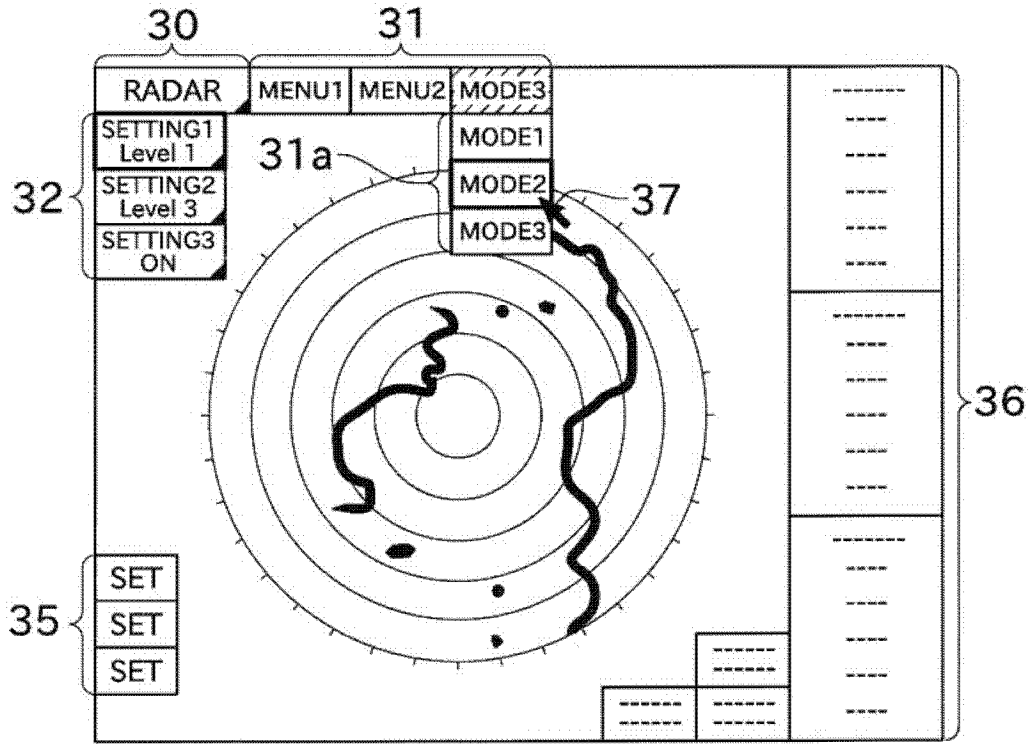 30
31
RADAR MENU1 MENU2 MODE3
SETTING1
Level 1
SETTING2
Level 3
SETTING3
ON
32
31a
MODE1
MODE2
MODE3
37
36
35
SET
SET
SET